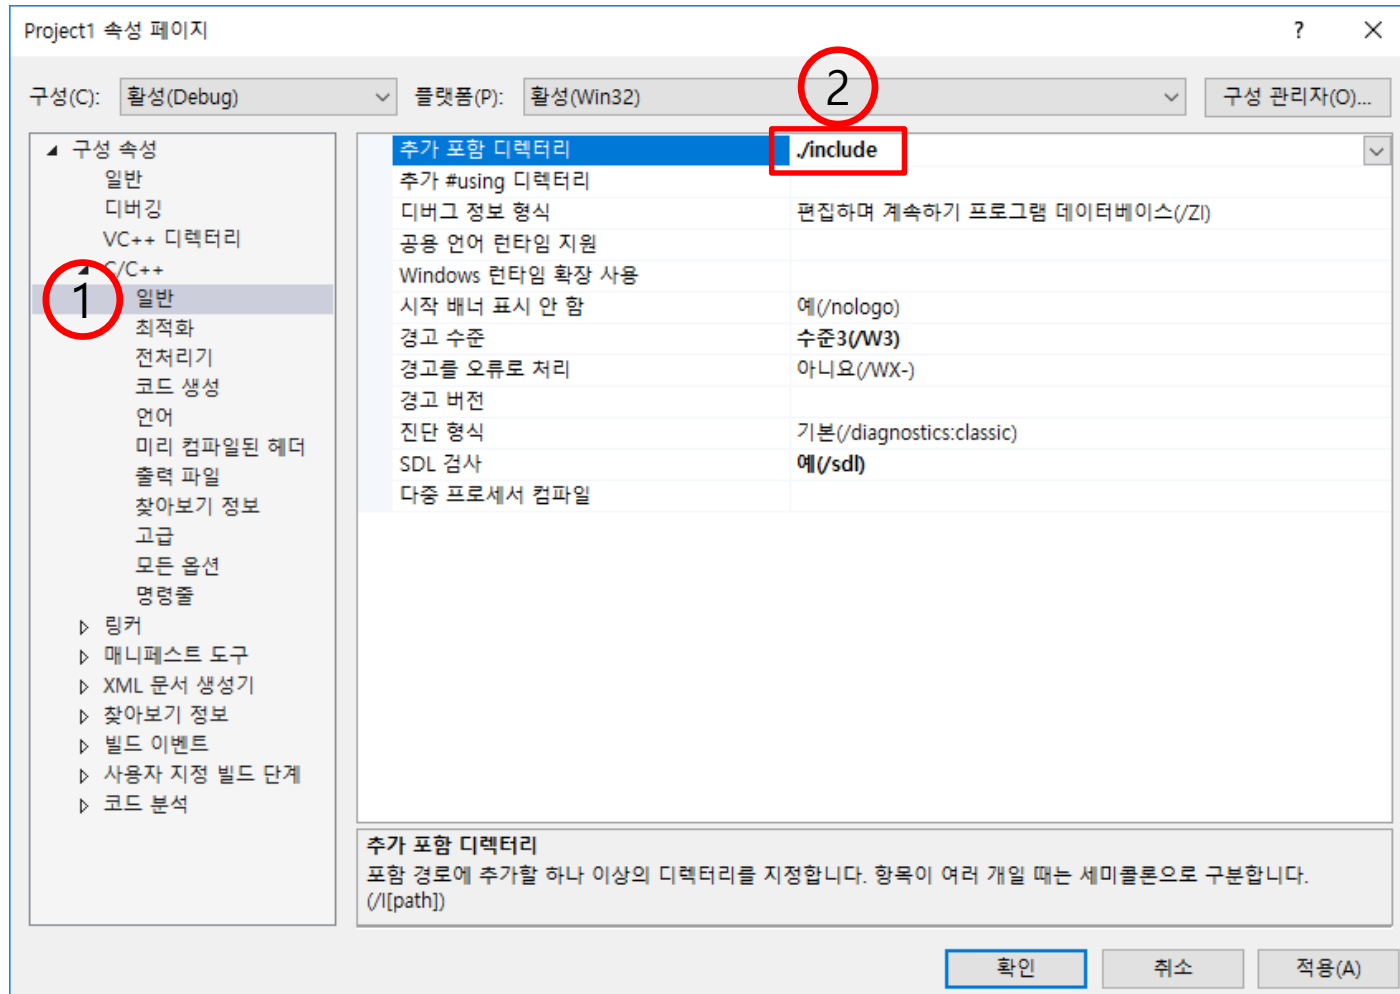 Project1 속성 페이지
?
구성(C): 활성(Debug) 플랫폼(P): 활성(Win32) 구성 관리자(O)...
2
구성 속성
일반
디버깅
VC++ 디렉터리
C/C++
1
일반
최적화
전처리기
코드 생성
언어
미리 컴파일된 헤더
출력 파일
찾아보기 정보
고급
모든 옵션
명령줄
링커
매니페스트 도구
XML 문서 생성기
찾아보기 정보
빌드 이벤트
사용자 지정 빌드 단계
코드 분석
추가 포함 디렉터리 ./include
추가 #using 디렉터리
디버그 정보 형식 편집하며 계속하기 프로그램 데이터베이스(/ZI)
공용 언어 런타임 지원
Windows 런타임 확장 사용
시작 배너 표시 안 함 예(/nologo)
경고 수준 수준3(/W3)
경고를 오류로 처리 아니요(/WX-)
경고 버전
진단 형식 기본(/diagnostics:classic)
SDL 검사 예(/sdl)
다중 프로세서 컴파일
추가 포함 디렉터리
포함 경로에 추가할 하나 이상의 디렉터리를 지정합니다. 항목이 여러 개일 때는 세미콜론으로 구분합니다.
(/I[path])
확인 취소 적용(A)